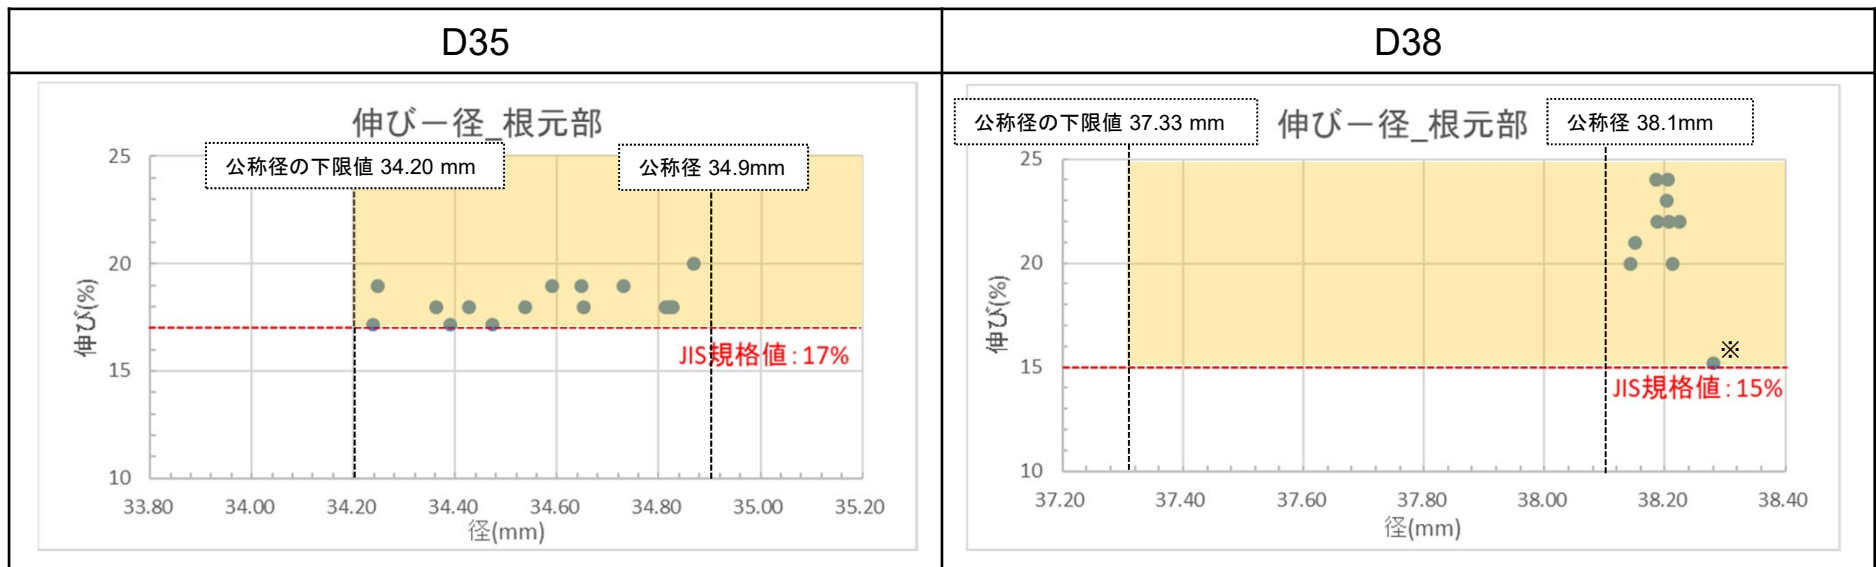 D35
D38
伸び－径_根元部
公称径の下限値 34.20 mm
公称径 34.9mm
25
20
15
10
伸び(%)
JIS規格値：17%
33.80 34.00 34.20 34.40 34.60 34.80 35.00 35.20
径(mm)
公称径の下限値 37.33 mm
伸び－径_根元部
公称径 38.1mm
25
20
15
10
伸び(%)
※
JIS規格値：15%
37.20 37.40 37.60 37.80 38.00 38.20 38.40
径(mm)